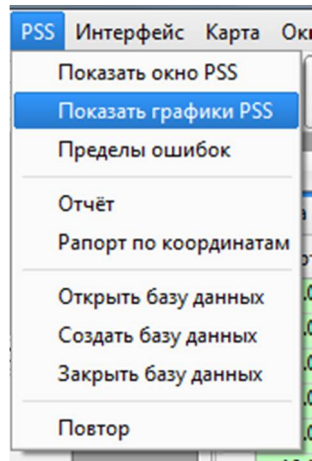 PSS Интерфейс Карта
Показать окно PSS
Показать графики PSS
Пределы ошибок
Отчёт
Рапорт по координатам
Открыть базу данных
Создать базу данных
Закрыть базу данных
Повтор